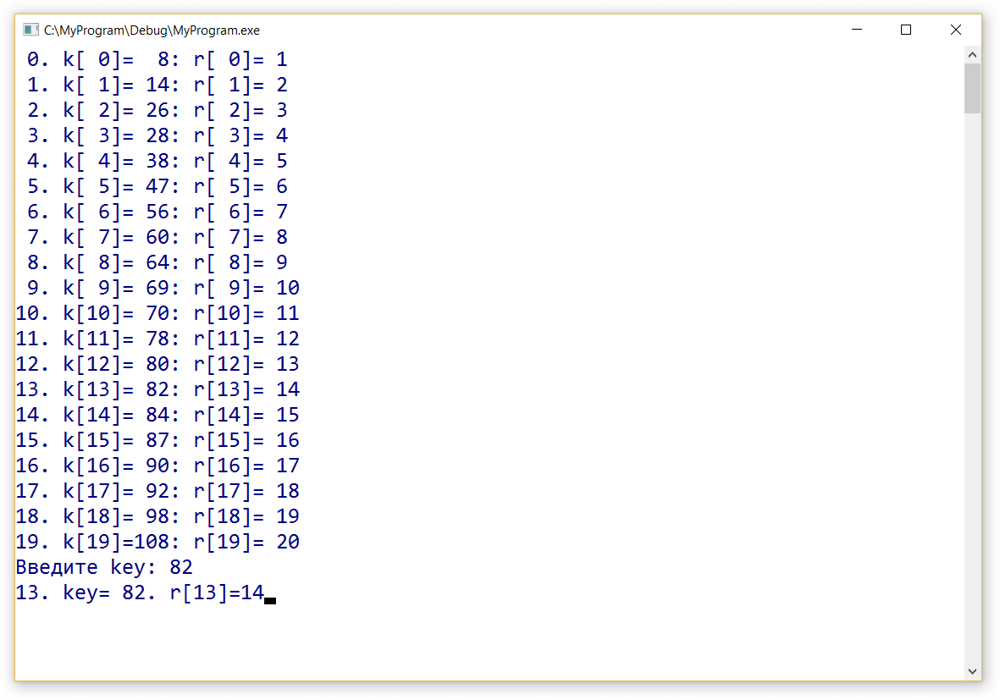 C:\MyProgram\Debug\MyProgram.exe
 0. k[ 0]=  8: r[ 0]= 1
 1. k[ 1]= 14: r[ 1]= 2
 2. k[ 2]= 26: r[ 2]= 3
 3. k[ 3]= 28: r[ 3]= 4
 4. k[ 4]= 38: r[ 4]= 5
 5. k[ 5]= 47: r[ 5]= 6
 6. k[ 6]= 56: r[ 6]= 7
 7. k[ 7]= 60: r[ 7]= 8
 8. k[ 8]= 64: r[ 8]= 9
 9. k[ 9]= 69: r[ 9]= 10
10. k[10]= 70: r[10]= 11
11. k[11]= 78: r[11]= 12
12. k[12]= 80: r[12]= 13
13. k[13]= 82: r[13]= 14
14. k[14]= 84: r[14]= 15
15. k[15]= 87: r[15]= 16
16. k[16]= 90: r[16]= 17
17. k[17]= 92: r[17]= 18
18. k[18]= 98: r[18]= 19
19. k[19]=108: r[19]= 20
Введите key: 82
13. key= 82. r[13]=14